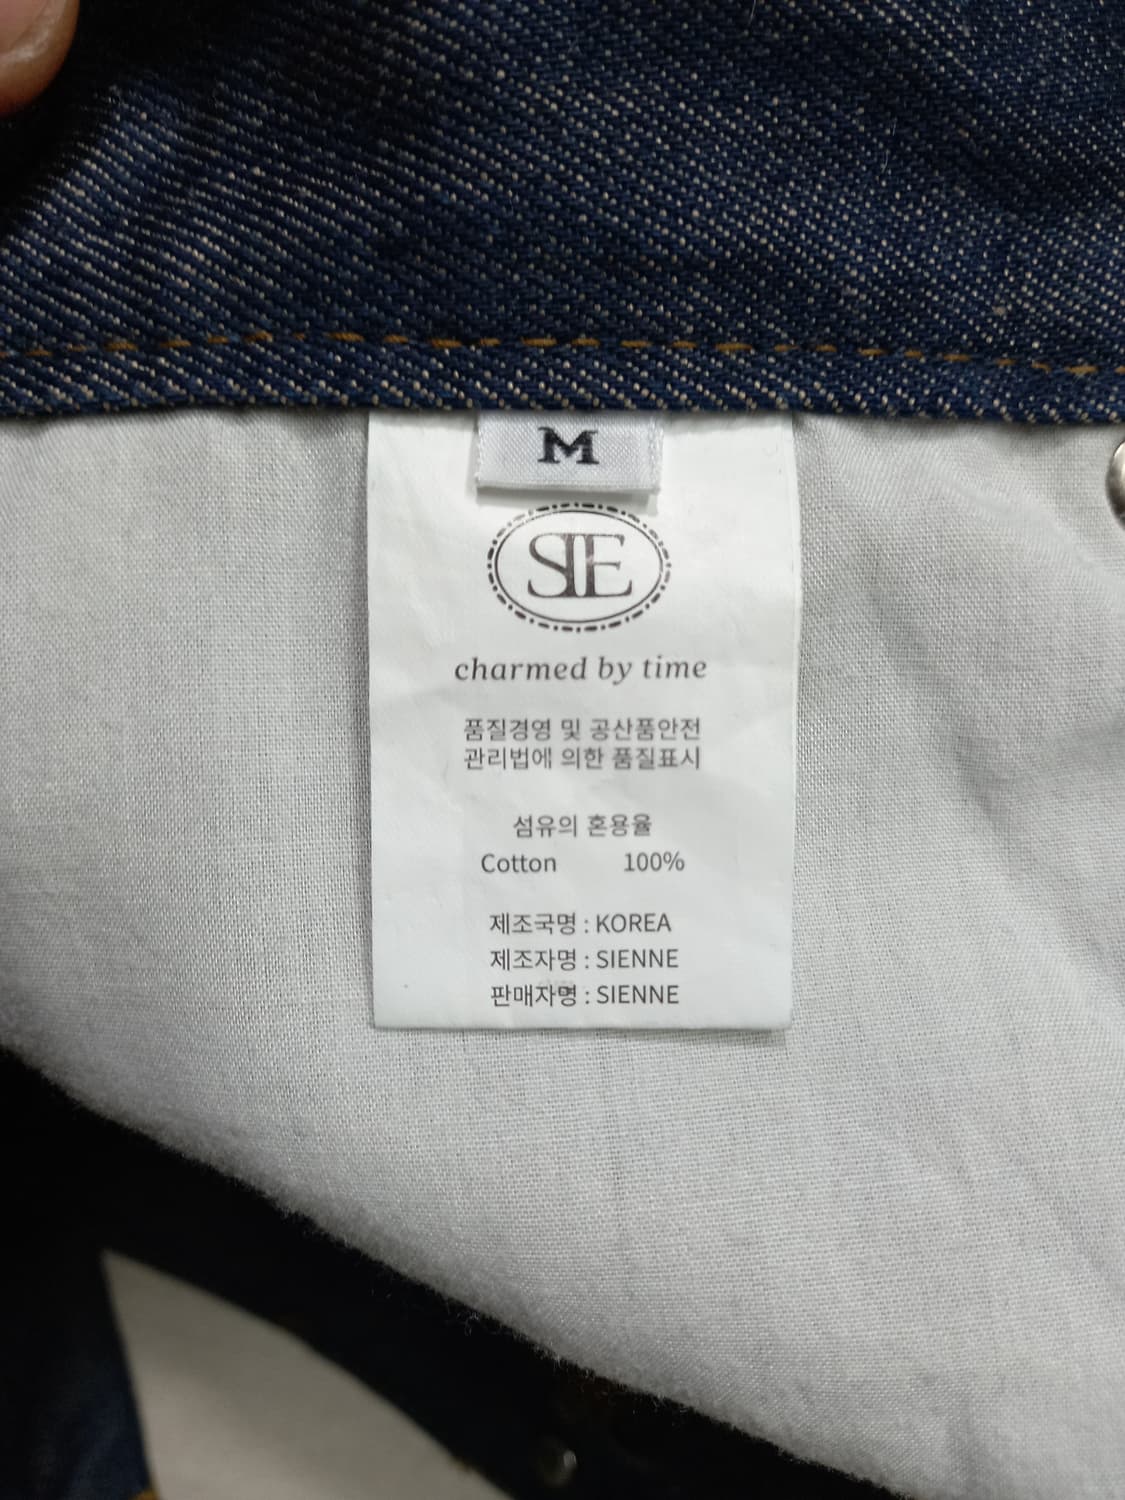 M
SIE
charmed by time
품질경영 및 공산품안전
관리법에 의한 품질표시
섬유의 혼용율
Cotton 100%
제조국명 : KOREA
제조자명 : SIENNE
판매자명 : SIENNE